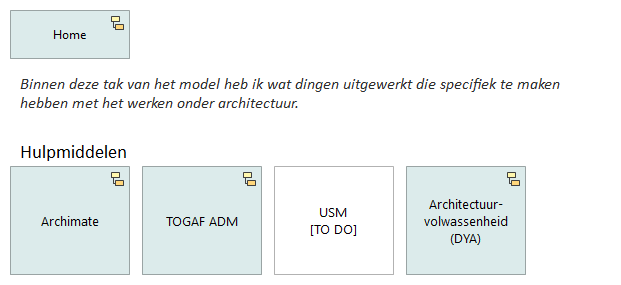 Home
Binnen deze tak van het model heb ik wat dingen uitgewerkt die specifiek te maken
hebben met het werken onder architectuur.
Hulpmiddelen
Archimate
TOGAF ADM
USM
[TO DO]
Architectuur-
volwassenheid
(DYA)